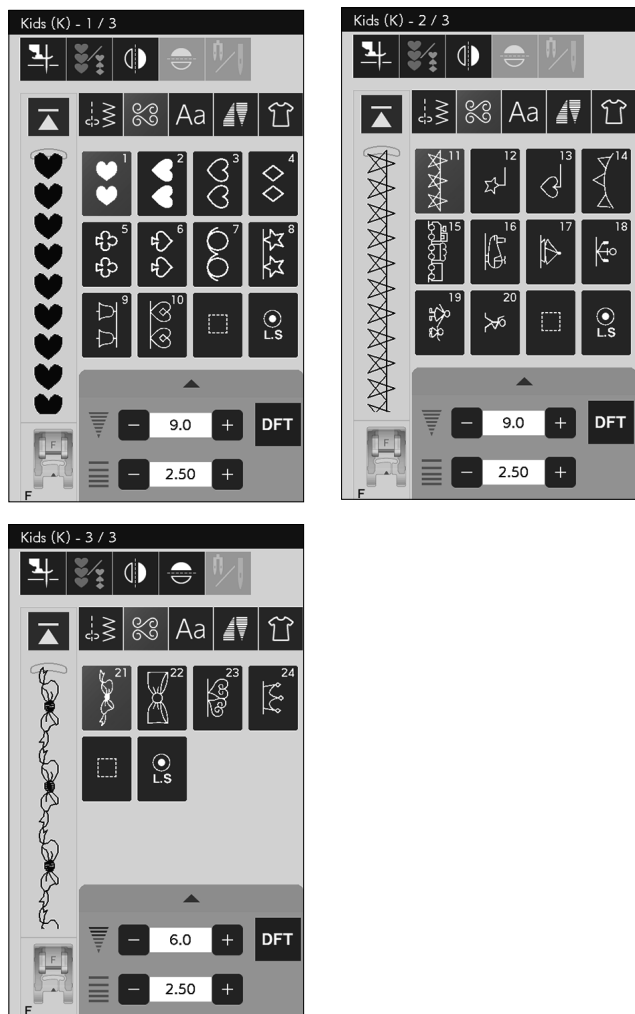 Kids (K) - 1 / 3
Aa
1 2 3 4
5 6 7 8
9 10 L.S
9.0 DFT
2.50
F
F
Kids (K) - 2 / 3
Aa
11 12 13 14
15 16 17 18
19 20 L.S
9.0 DFT
2.50
F
F
Kids (K) - 3 / 3
Aa
21 22 23 24
L.S
6.0 DFT
2.50
F
F